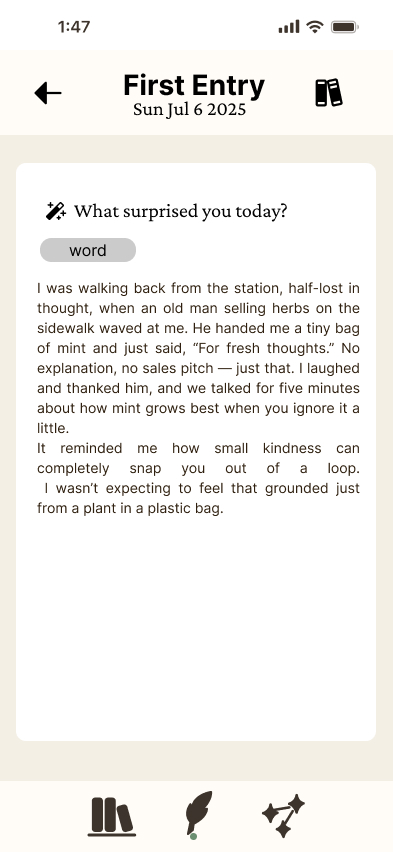 1:47
First Entry
Sun Jul 6 2025
What surprised you today?
word
I was walking back from the station, half-lost in
thought, when an old man selling herbs on the
sidewalk waved at me. He handed me a tiny bag
of mint and just said, “For fresh thoughts.” No
explanation, no sales pitch — just that. I laughed
and thanked him, and we talked for five minutes
about how mint grows best when you ignore it a
little.
It reminded me how small kindness can
completely snap you out of a loop.
I wasn’t expecting to feel that grounded just
from a plant in a plastic bag.